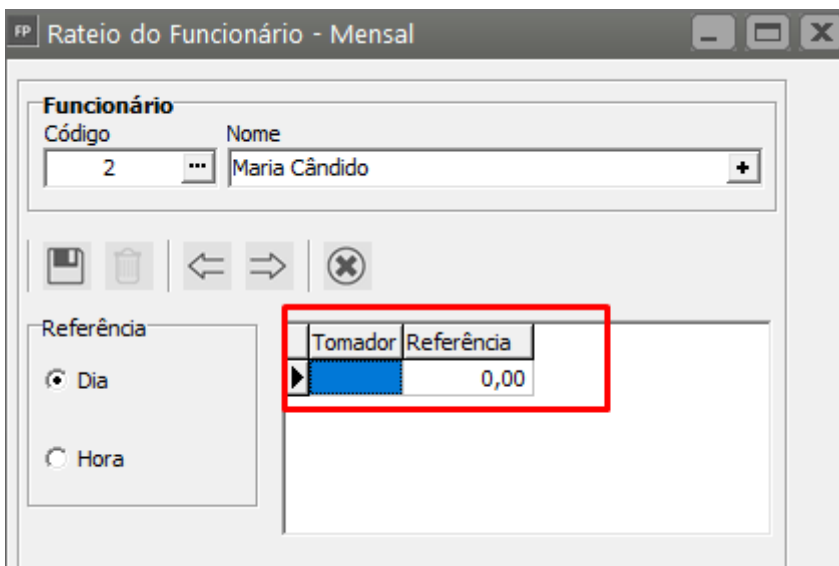 FP Rateio do Funcionário - Mensal
Funcionário
Código Nome
2 ... Maria Cândido +
Referência
Tomador Referência
Dia
0,00
Hora